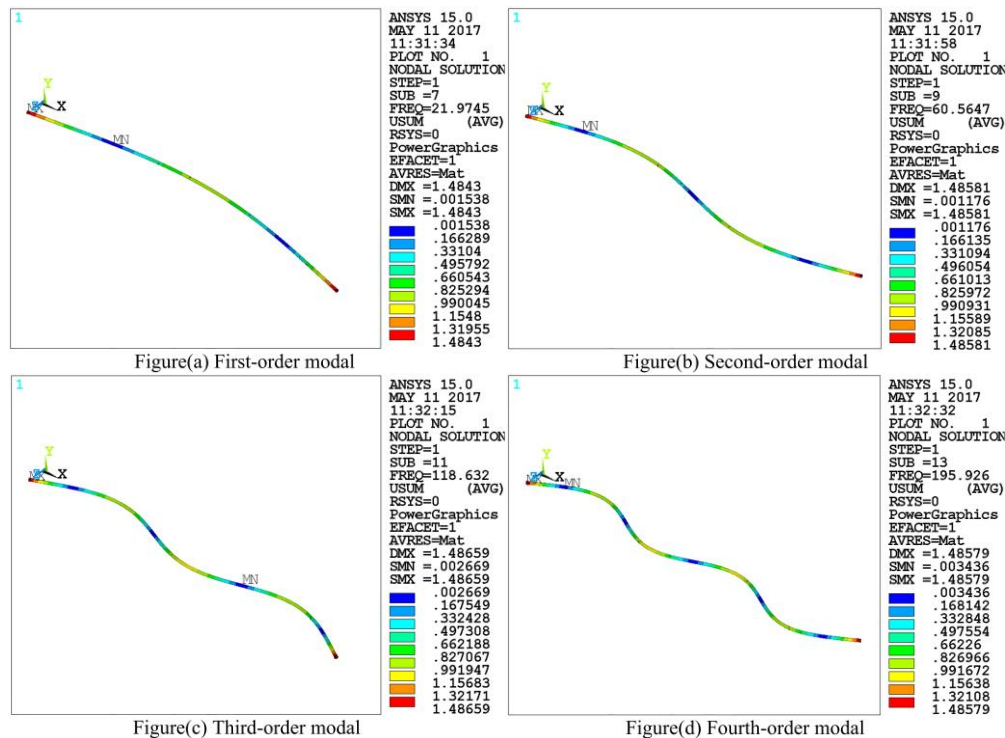 1
ANSYS 15.0
MAY 11 2017
11:31:34
PLOT NO. 1
NODAL SOLUTION
STEP=1
SUB =7
FREQ=21.9745
USUM (AVG)
RSYS=0
PowerGraphics
EFACET=1
AVRES=Mat
DMX =1.4843
SMN =.001538
SMX =1.4843
.001538
.166289
.33104
.495792
.660543
.825294
.990045
1.1548
1.31955
1.4843
Y
X
MN
Figure(a) First-order modal
1
ANSYS 15.0
MAY 11 2017
11:31:58
PLOT NO. 1
NODAL SOLUTION
STEP=1
SUB =9
FREQ=60.5647
USUM (AVG)
RSYS=0
PowerGraphics
EFACET=1
AVRES=Mat
DMX =1.48581
SMN =.001176
SMX =1.48581
.001176
.166135
.331094
.496054
.661013
.825972
.990931
1.15589
1.32085
1.48581
Y
X
MN
Figure(b) Second-order modal
1
ANSYS 15.0
MAY 11 2017
11:32:15
PLOT NO. 1
NODAL SOLUTION
STEP=1
SUB =11
FREQ=118.632
USUM (AVG)
RSYS=0
PowerGraphics
EFACET=1
AVRES=Mat
DMX =1.48659
SMN =.002669
SMX =1.48659
.002669
.167549
.332428
.497308
.662188
.827067
.991947
1.15683
1.32171
1.48659
Y
X
MN
Figure(c) Third-order modal
1
ANSYS 15.0
MAY 11 2017
11:32:32
PLOT NO. 1
NODAL SOLUTION
STEP=1
SUB =13
FREQ=195.926
USUM (AVG)
RSYS=0
PowerGraphics
EFACET=1
AVRES=Mat
DMX =1.48579
SMN =.003436
SMX =1.48579
.003436
.168142
.332848
.497554
.66226
.826966
.991672
1.15638
1.32108
1.48579
Y
X
MN
Figure(d) Fourth-order modal